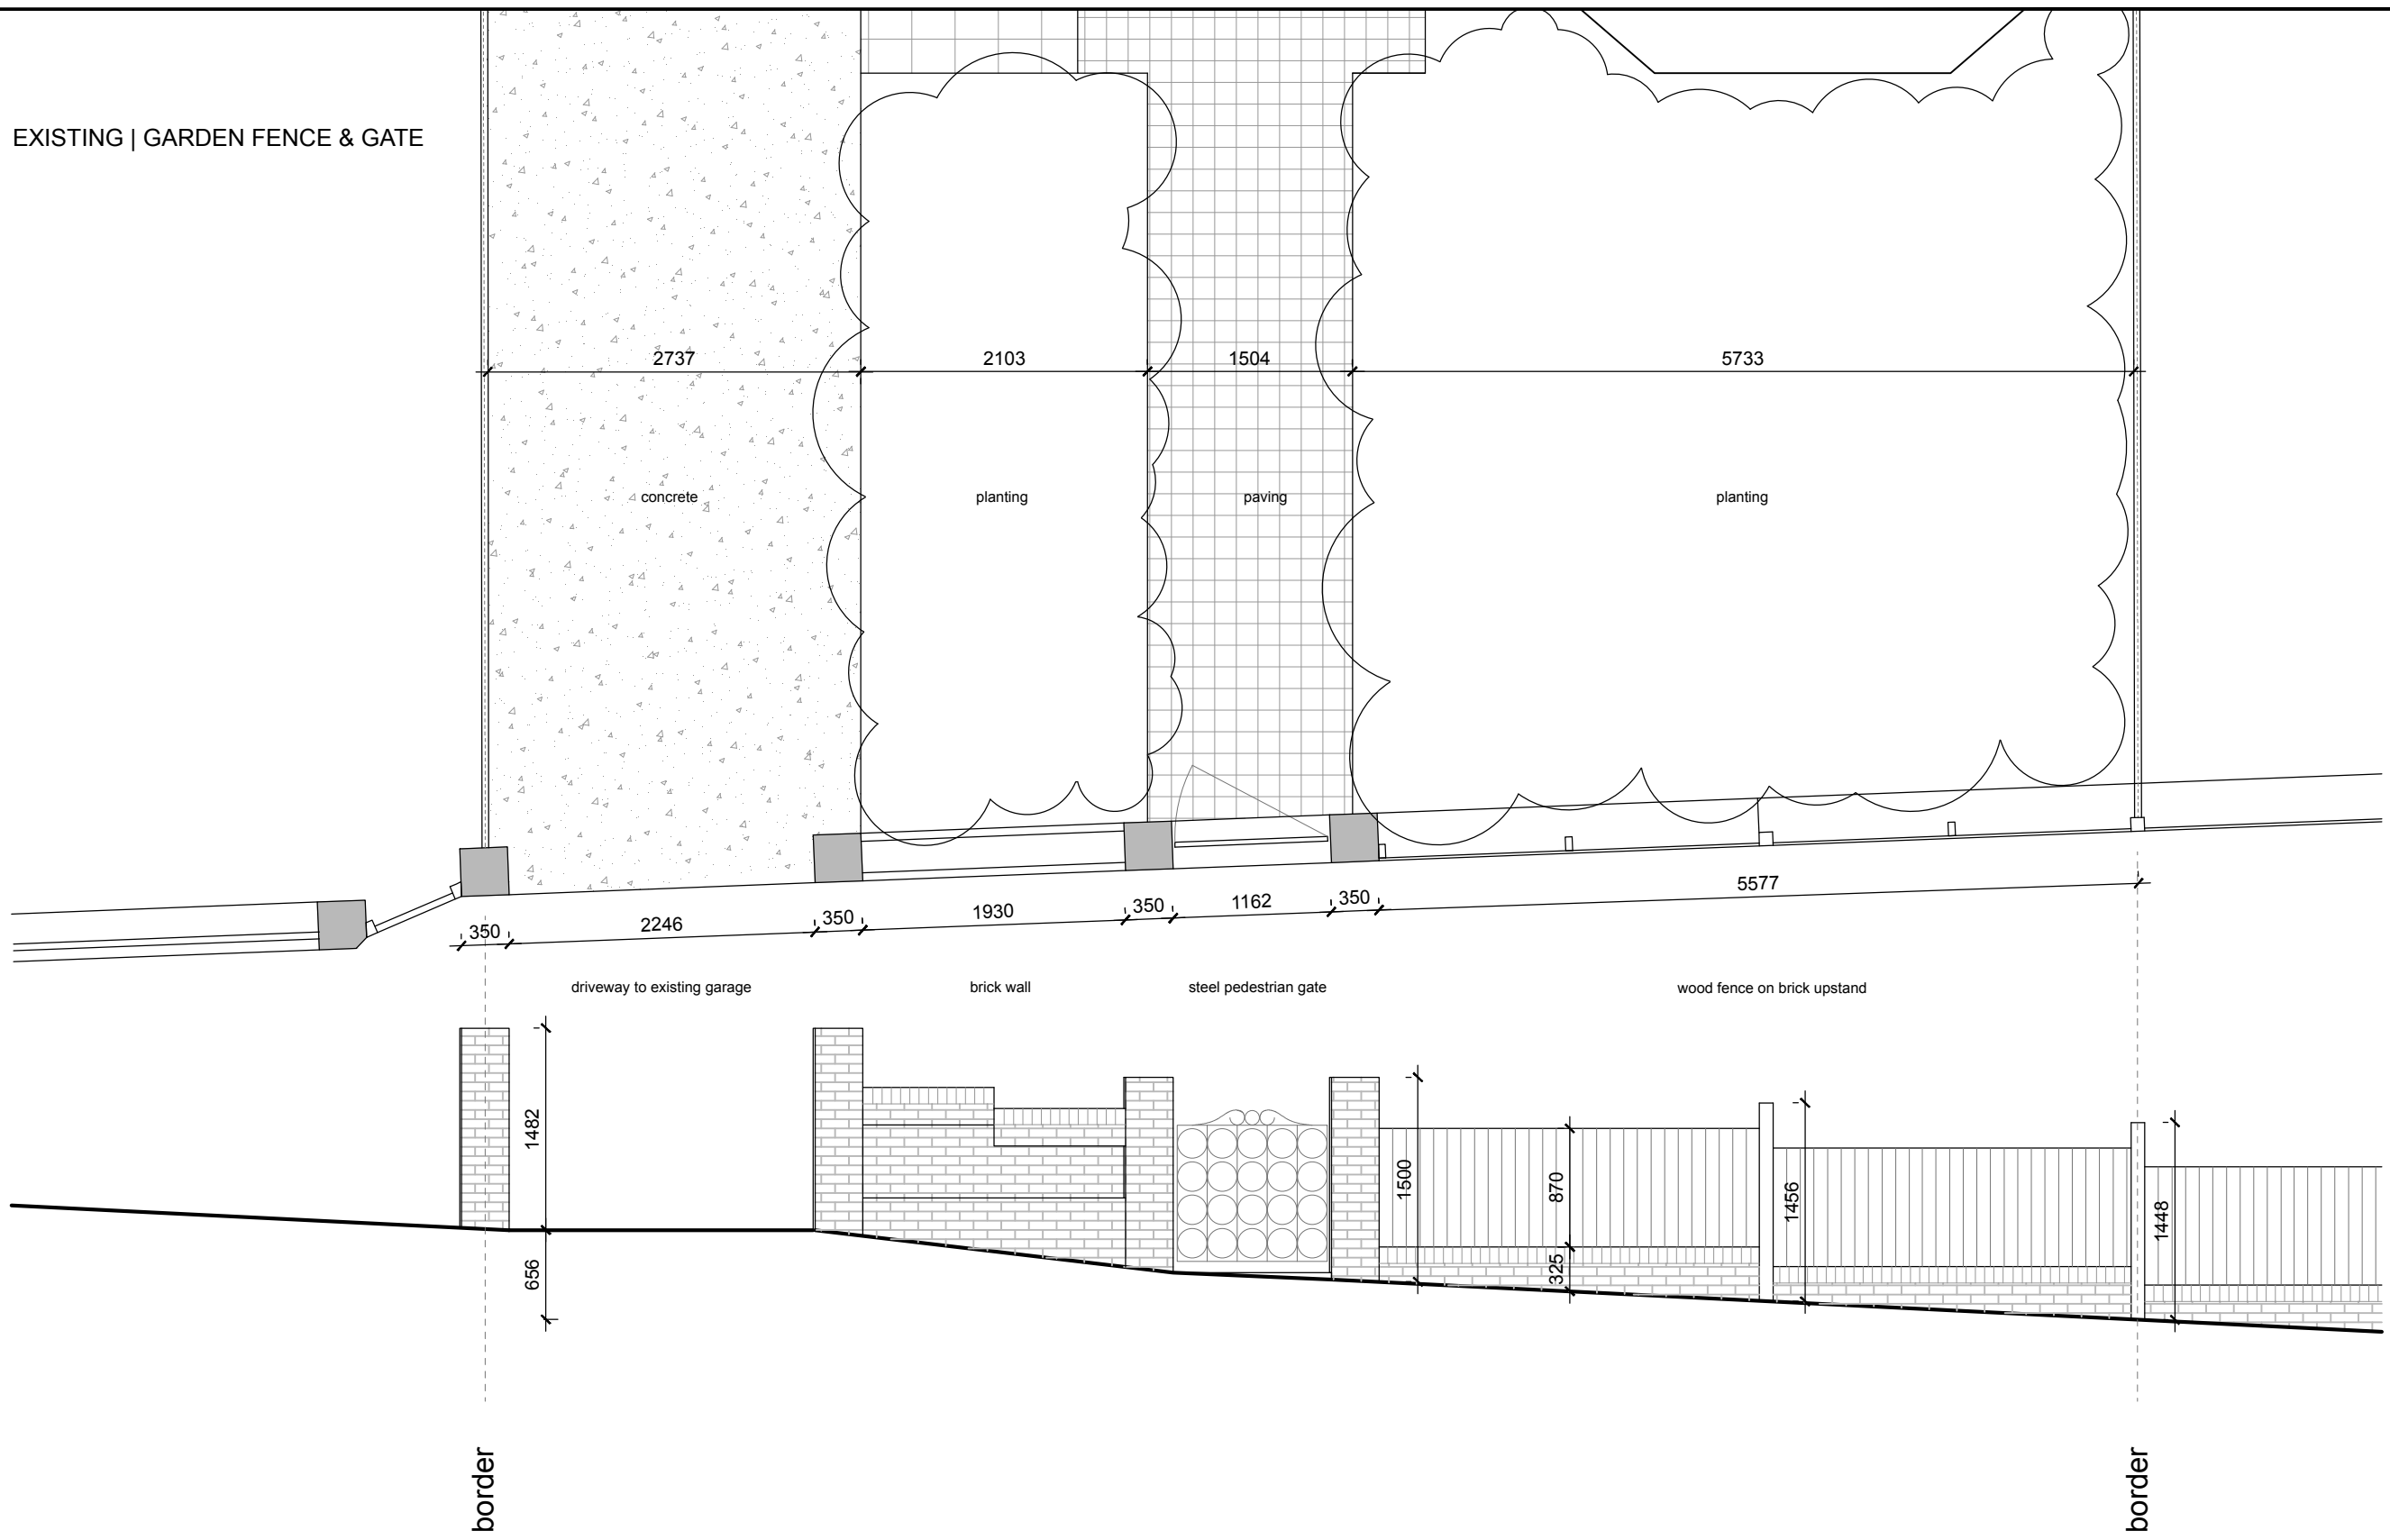 EXISTING | GARDEN FENCE & GATE
2737
2103
1504
5733
concrete
planting
paving
planting
350
2246
350
1930
350
1162
350
5577
driveway to existing garage
brick wall
steel pedestrian gate
wood fence on brick upstand
1482
656
1500
870
325
1456
1448
border
border